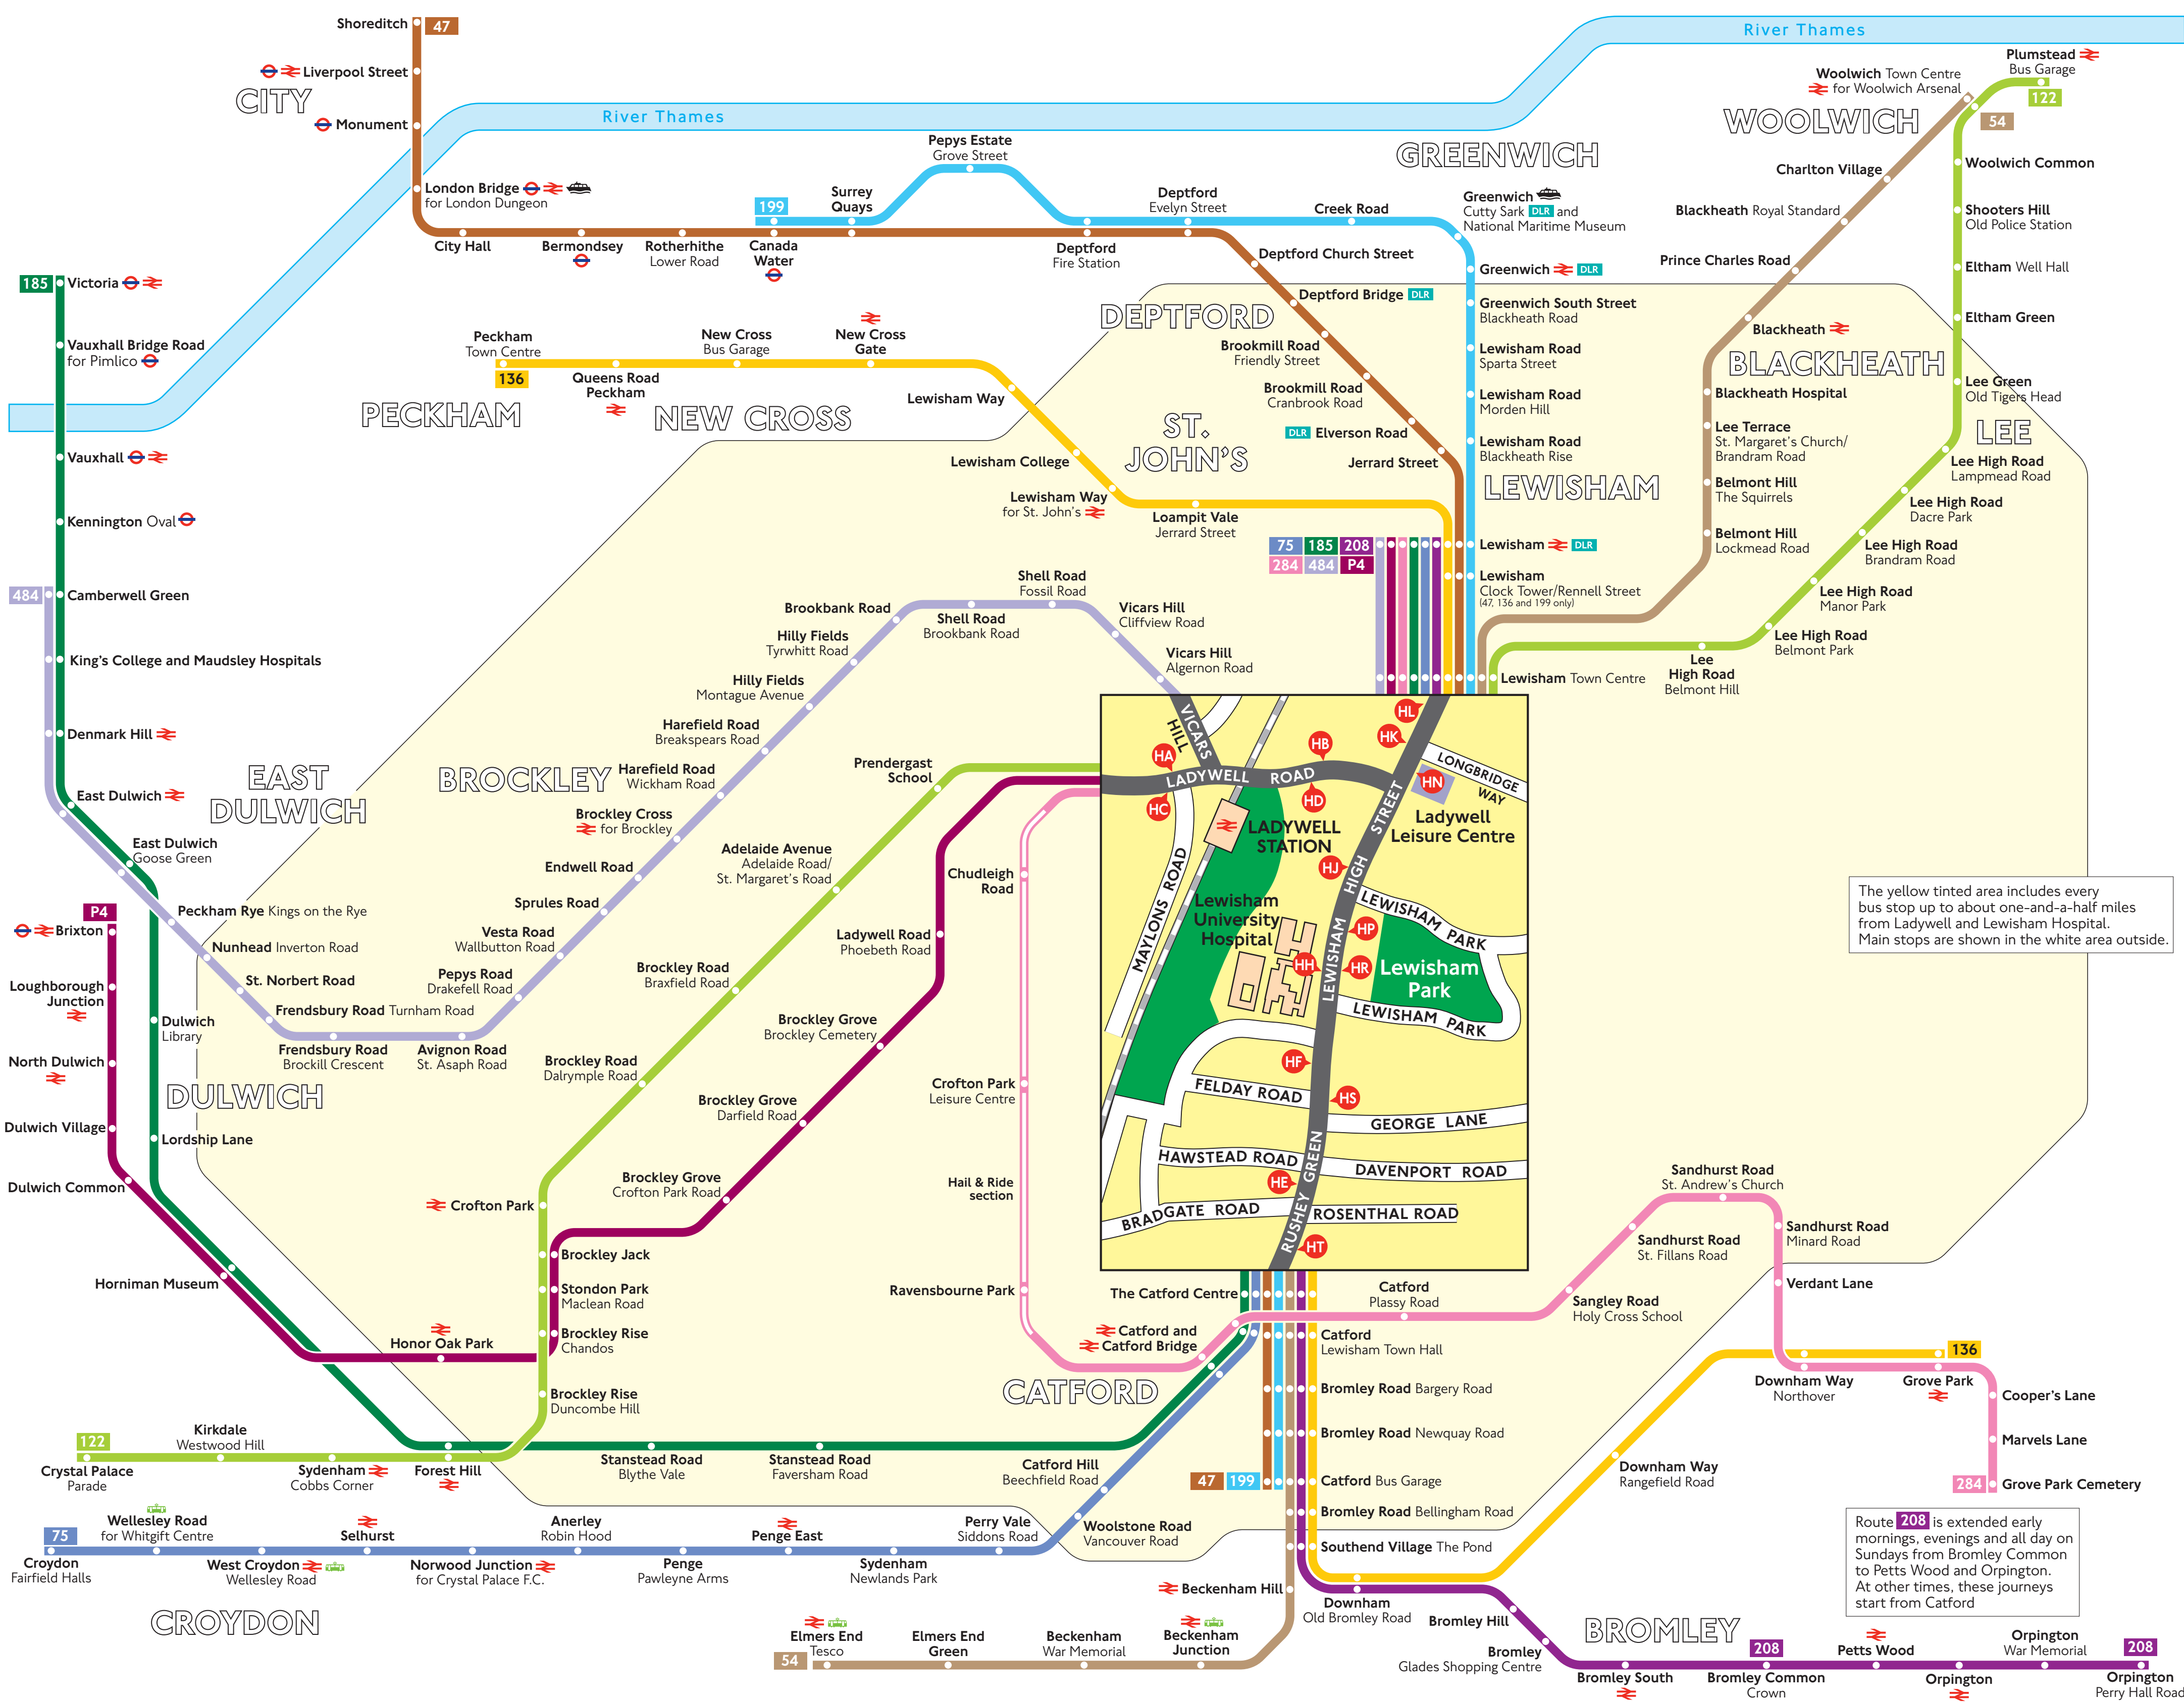 River Thames
River Thames
Shoreditch
47
Liverpool Street
CITY
Monument
London Bridge
for London Dungeon
City Hall
Bermondsey
Rotherhithe
Lower Road
Canada
Water
199
Surrey
Quays
Pepys Estate
Grove Street
Deptford
Fire Station
Deptford
Evelyn Street
Creek Road
GREENWICH
Greenwich
Cutty Sark DLR and
National Maritime Museum
Greenwich DLR
Greenwich South Street
Blackheath Road
Lewisham Road
Sparta Street
Lewisham Road
Morden Hill
Lewisham Road
Blackheath Rise
LEWISHAM
Deptford Church Street
Deptford Bridge DLR
DEPTFORD
Brookmill Road
Friendly Street
Brookmill Road
Cranbrook Road
DLR Elverson Road
Jerrard Street
Plumstead
Bus Garage
122
Woolwich Town Centre
for Woolwich Arsenal
WOOLWICH
54
Charlton Village
Blackheath Royal Standard
Prince Charles Road
Blackheath
BLACKHEATH
Blackheath Hospital
Lee Terrace
St. Margaret's Church/
Brandram Road
Belmont Hill
The Squirrels
Belmont Hill
Lockmead Road
Woolwich Common
Shooters Hill
Old Police Station
Eltham Well Hall
Eltham Green
Lee Green
Old Tigers Head
LEE
Lee High Road
Lampmead Road
Lee High Road
Dacre Park
Lee High Road
Brandram Road
Lee High Road
Manor Park
Lee High Road
Belmont Park
Lee
High Road
Belmont Hill
Peckham
Town Centre
136
Queens Road
Peckham
New Cross
Bus Garage
New Cross
Gate
PECKHAM
NEW CROSS
Lewisham Way
Lewisham College
Lewisham Way
for St. John's
ST.
JOHN'S
Loampit Vale
Jerrard Street
75 185 208
284 484 P4
Lewisham DLR
Lewisham
Clock Tower/Rennell Street
(47, 136 and 199 only)
Lewisham Town Centre
185
Victoria
Vauxhall Bridge Road
for Pimlico
Vauxhall
Kennington Oval
484
Camberwell Green
King's College and Maudsley Hospitals
Denmark Hill
East Dulwich
EAST
DULWICH
East Dulwich
Goose Green
Peckham Rye Kings on the Rye
Nunhead Inverton Road
St. Norbert Road
Frendsbury Road Turnham Road
Frendsbury Road
Brockill Crescent
Avignon Road
St. Asaph Road
Pepys Road
Drakefell Road
Vesta Road
Wallbutton Road
Sprules Road
Endwell Road
Brockley Cross
for Brockley
BROCKLEY
Harefield Road
Wickham Road
Harefield Road
Breakspears Road
Hilly Fields
Montague Avenue
Hilly Fields
Tyrwhitt Road
Brookbank Road
Shell Road
Brookbank Road
Shell Road
Fossil Road
Vicars Hill
Cliffview Road
Vicars Hill
Algernon Road
P4
Brixton
Loughborough
Junction
North Dulwich
Dulwich Village
Dulwich Common
Horniman Museum
Dulwich
Library
DULWICH
Lordship Lane
Honor Oak Park
Prendergast
School
Adelaide Avenue
Adelaide Road/
St. Margaret's Road
Brockley Road
Braxfield Road
Brockley Road
Dalrymple Road
Crofton Park
Brockley Jack
Stondon Park
Maclean Road
Brockley Rise
Chandos
Brockley Rise
Duncombe Hill
Ladywell Road
Phoebeth Road
Brockley Grove
Brockley Cemetery
Brockley Grove
Darfield Road
Brockley Grove
Crofton Park Road
Chudleigh
Road
Crofton Park
Leisure Centre
Hail & Ride
section
Ravensbourne Park
VICARS
HILL
LADYWELL ROAD
HA
HB
HC
HD
HL
HK
HN
LONGBRIDGE
WAY
Ladywell
Leisure Centre
LADYWELL
STATION
HJ
LEWISHAM HIGH STREET
MAYLONS ROAD
Lewisham
University
Hospital
HP
HH
HR
LEWISHAM PARK
Lewisham
Park
LEWISHAM PARK
HF
FELDAY ROAD
HS
GEORGE LANE
HAWSTEAD ROAD
DAVENPORT ROAD
HE
BRADGATE ROAD
ROSENTHAL ROAD
RUSHEY GREEN
HT
The yellow tinted area includes every
bus stop up to about one-and-a-half miles
from Ladywell and Lewisham Hospital.
Main stops are shown in the white area outside.
The Catford Centre
Catford and
Catford Bridge
CATFORD
Catford
Plassy Road
Sangley Road
Holy Cross School
Sandhurst Road
St. Fillans Road
Sandhurst Road
St. Andrew's Church
Sandhurst Road
Minard Road
Verdant Lane
136
Downham Way
Northover
Grove Park
Cooper's Lane
Marvels Lane
284
Grove Park Cemetery
Catford
Lewisham Town Hall
Bromley Road Bargery Road
Bromley Road Newquay Road
47 199
Catford Bus Garage
Bromley Road Bellingham Road
Southend Village The Pond
Downham Way
Rangefield Road
Beckenham Hill
Downham
Old Bromley Road
Bromley Hill
Bromley
Glades Shopping Centre
BROMLEY
Bromley South
208
Bromley Common
Crown
Petts Wood
Orpington
Orpington
War Memorial
208
Orpington
Perry Hall Road
Route 208 is extended early
mornings, evenings and all day on
Sundays from Bromley Common
to Petts Wood and Orpington.
At other times, these journeys
start from Catford
122
Crystal Palace
Parade
Kirkdale
Westwood Hill
Sydenham
Cobbs Corner
Forest Hill
Stanstead Road
Blythe Vale
Stanstead Road
Faversham Road
Catford Hill
Beechfield Road
Woolstone Road
Vancouver Road
75
Croydon
Fairfield Halls
Wellesley Road
for Whitgift Centre
West Croydon
Wellesley Road
Selhurst
Norwood Junction
for Crystal Palace F.C.
Anerley
Robin Hood
Penge
Pawleyne Arms
Penge East
Sydenham
Newlands Park
Perry Vale
Siddons Road
CROYDON
54
Elmers End
Tesco
Elmers End
Green
Beckenham
War Memorial
Beckenham
Junction